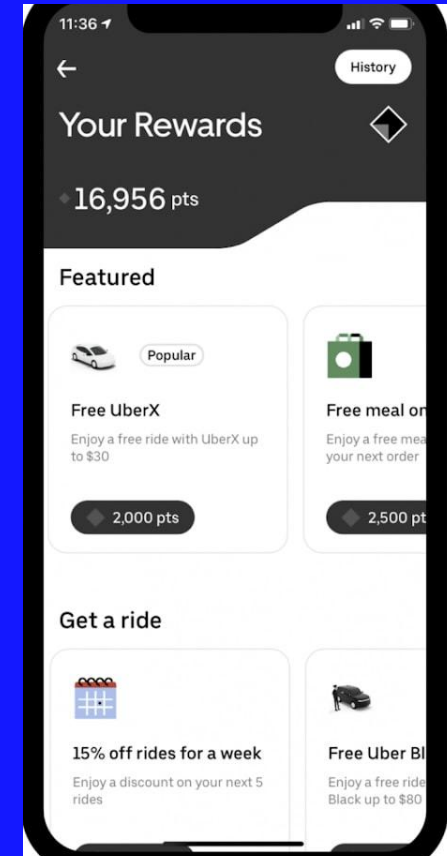 11:36
History
Your Rewards
16,956 pts
Featured
Popular
Free UberX
Enjoy a free ride with UberX up
to $30
2,000 pts
Free meal on
Enjoy a free mea
your next order
2,500 pt
Get a ride
15% off rides for a week
Enjoy a discount on your next 5
rides
Free Uber Bl
Enjoy a free ride
Black up to $80